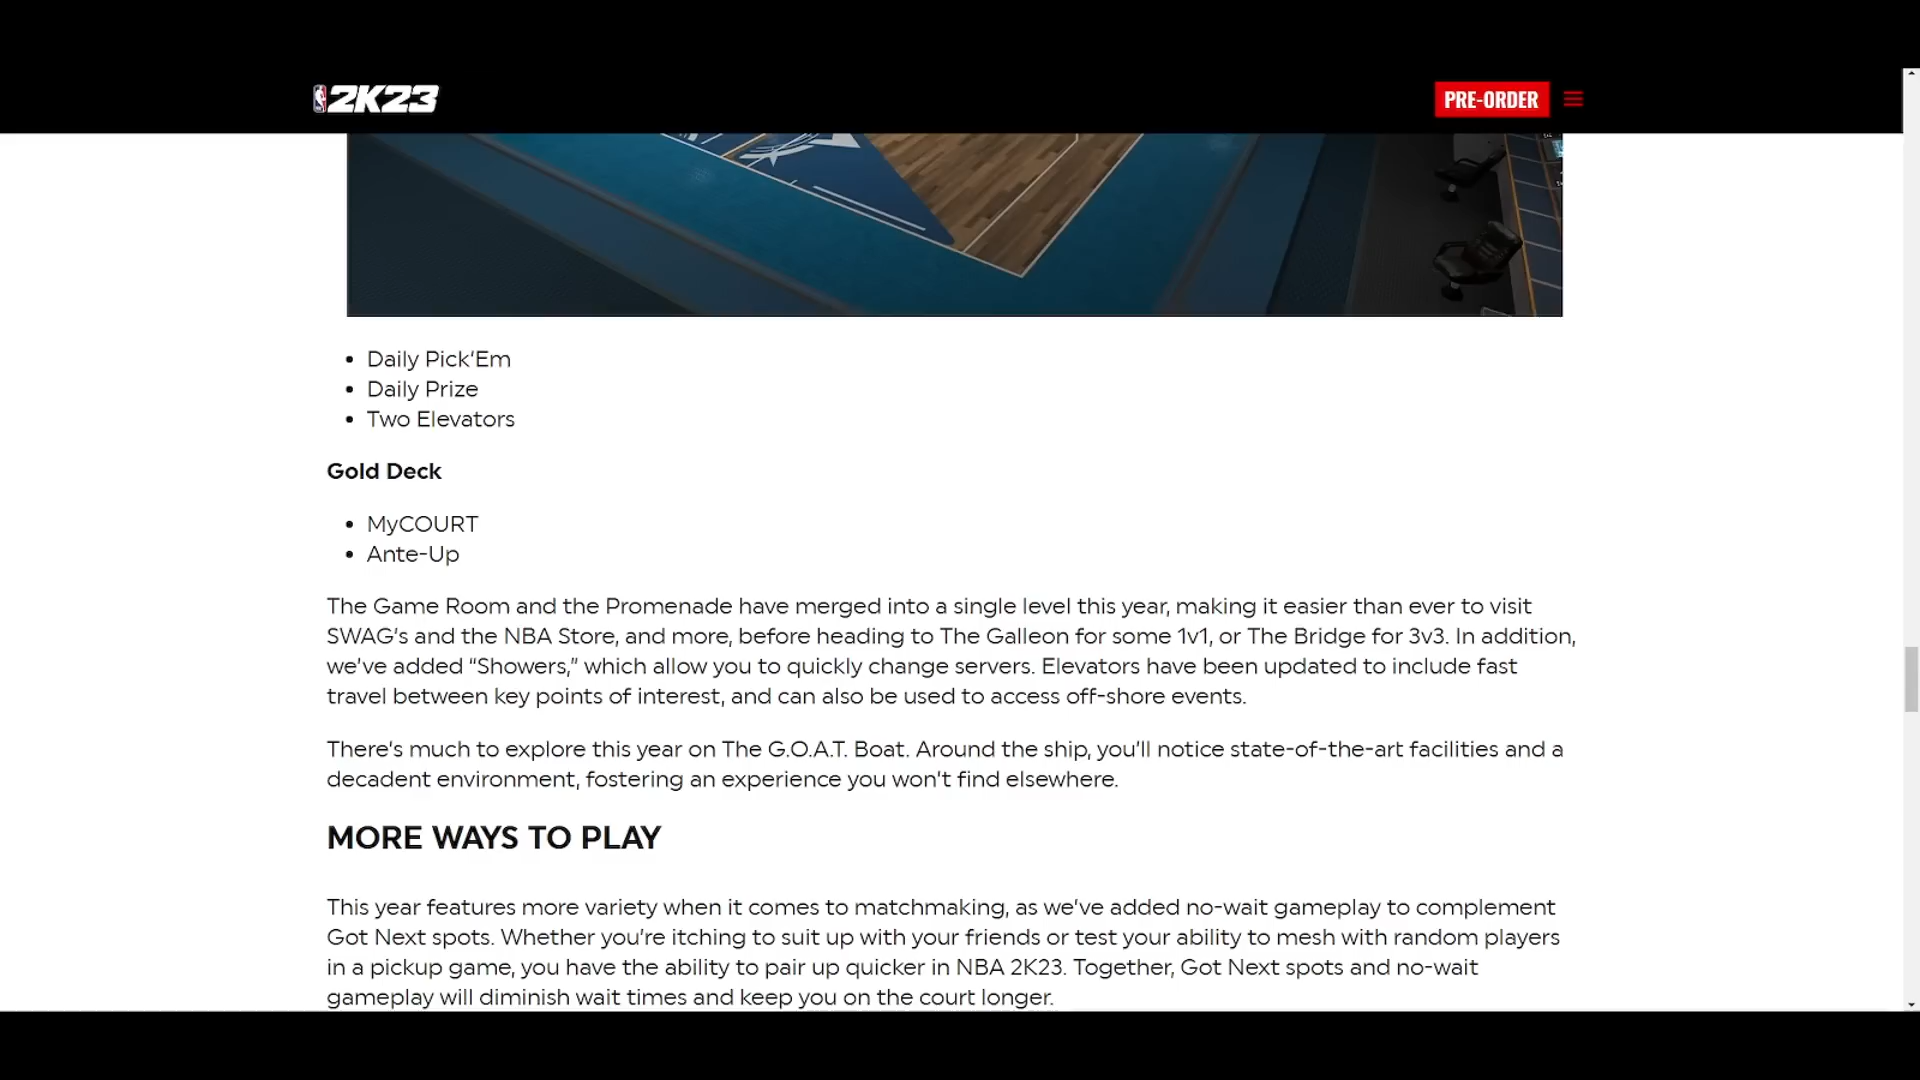 2K23
PRE-ORDER
Daily Pick’Em
Daily Prize
Two Elevators
Gold Deck
MyCOURT
Ante-Up
The Game Room and the Promenade have merged into a single level this year, making it easier than ever to visit
SWAG’s and the NBA Store, and more, before heading to The Galleon for some 1v1, or The Bridge for 3v3. In addition,
we’ve added “Showers,” which allow you to quickly change servers. Elevators have been updated to include fast
travel between key points of interest, and can also be used to access off-shore events.
There’s much to explore this year on The G.O.A.T. Boat. Around the ship, you’ll notice state-of-the-art facilities and a
decadent environment, fostering an experience you won’t find elsewhere.
MORE WAYS TO PLAY
This year features more variety when it comes to matchmaking, as we’ve added no-wait gameplay to complement
Got Next spots. Whether you’re itching to suit up with your friends or test your ability to mesh with random players
in a pickup game, you have the ability to pair up quicker in NBA 2K23. Together, Got Next spots and no-wait
gameplay will diminish wait times and keep you on the court longer.